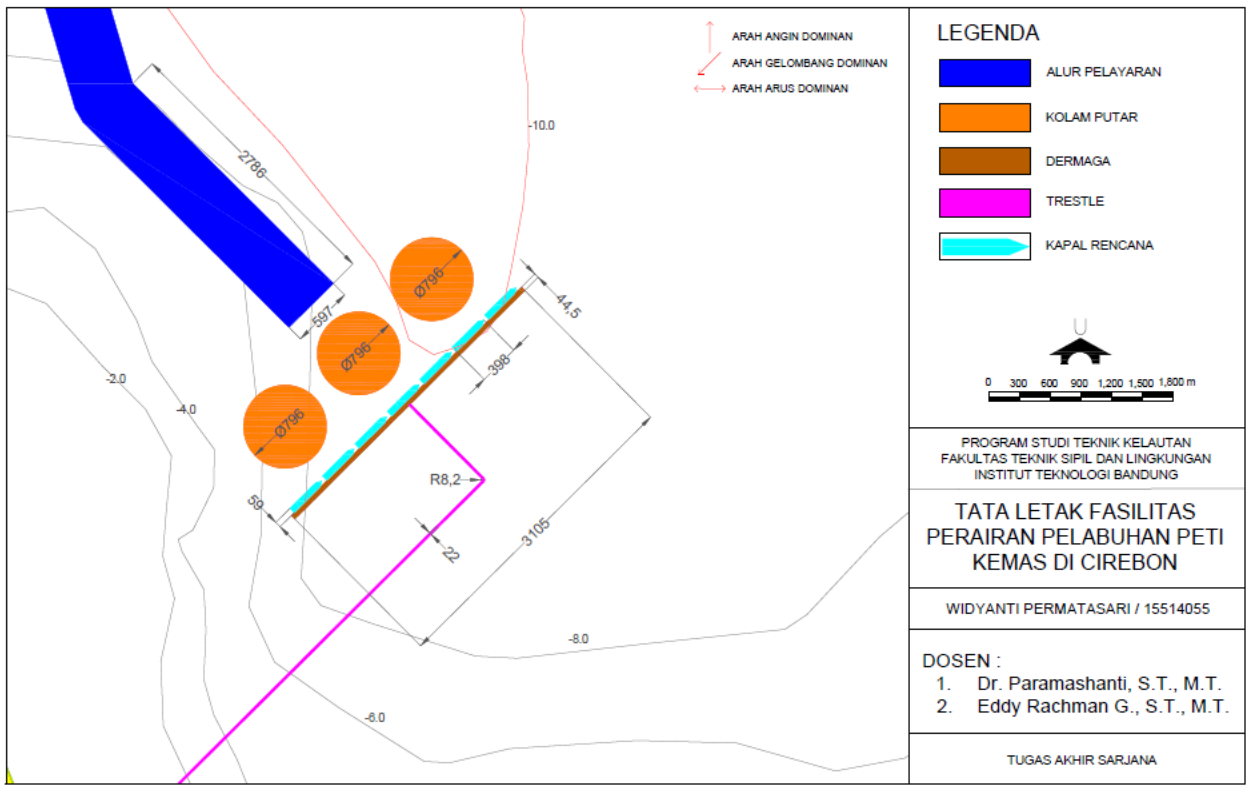 ARAH ANGIN DOMINAN
ARAH GELOMBANG DOMINAN
ARAH ARUS DOMINAN
2786
-10.0
Ø796
597
44,5
Ø796
398
-2.0
-4.0
Ø796
R8,2
59
22
3105
-8.0
-6.0
LEGENDA
ALUR PELAYARAN
KOLAM PUTAR
DERMAGA
TRESTLE
KAPAL RENCANA
U
0 300 600 900 1,200 1,500 1,800 m
PROGRAM STUDI TEKNIK KELAUTAN
FAKULTAS TEKNIK SIPIL DAN LINGKUNGAN
INSTITUT TEKNOLOGI BANDUNG
TATA LETAK FASILITAS
PERAIRAN PELABUHAN PETI
KEMAS DI CIREBON
WIDYANTI PERMATASARI / 15514055
DOSEN :
1. Dr. Paramashanti, S.T., M.T.
2. Eddy Rachman G., S.T., M.T.
TUGAS AKHIR SARJANA